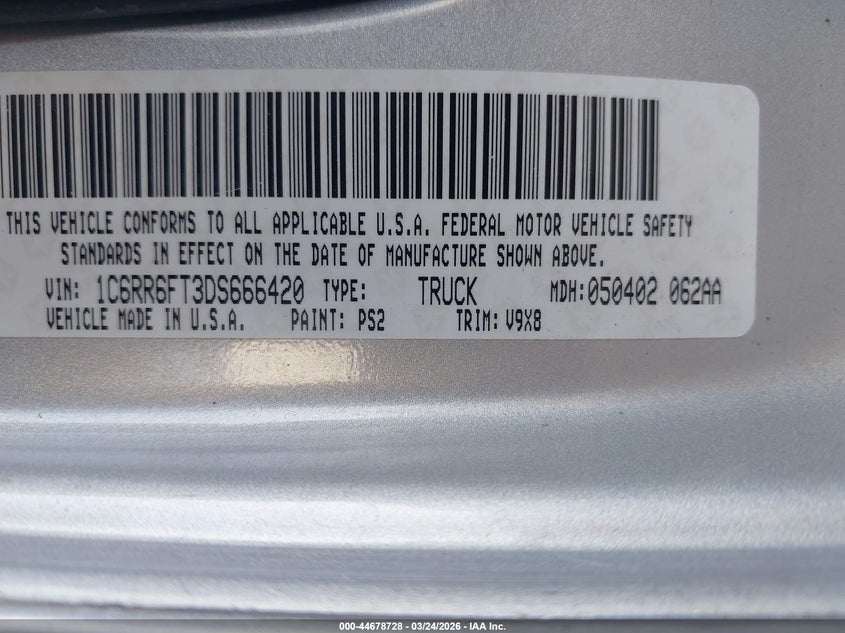 THIS VEHICLE CONFORMS TO ALL APPLICABLE U.S.A. FEDERAL MOTOR VEHICLE SAFETY
STANDARDS IN EFFECT ON THE DATE OF MANUFACTURE SHOWN ABOVE.
VIN: 1C6RR6FT3DS666420 TYPE: TRUCK MDH:050402 062AA
VEHICLE MADE IN U.S.A. PAINT: PS2 TRIM: V9X8
000-44678728 - 03/24/2026 - IAA Inc.